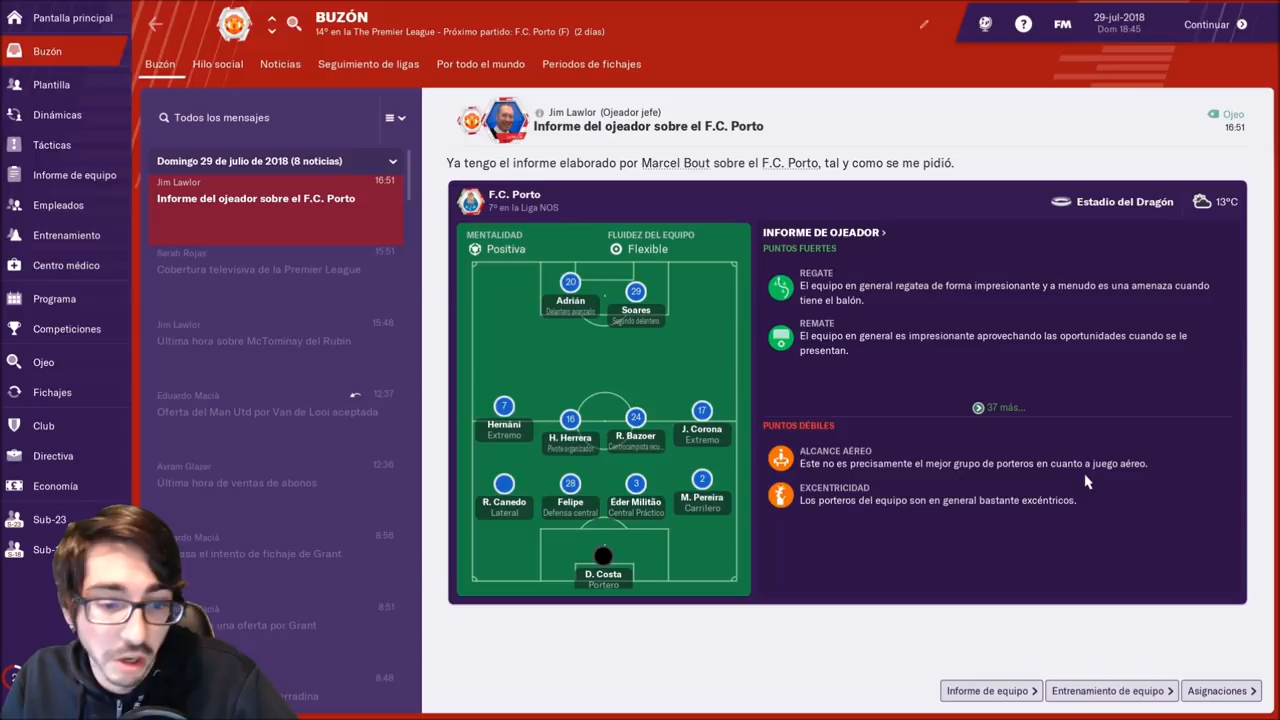 Pantalla principal
Buzón
Plantilla
Dinámicas
Tácticas
Informe de equipo
Empleados
Entrenamiento
Centro médico
Programa
Competiciones
Ojeo
Fichajes
Club
Directiva
Economía
Sub-23
BUZÓN
14º en la The Premier League - Próximo partido: F.C. Porto (F) (2 días)
FM
29-jul-2018
Dom 18:45
Continuar
Buzón
Hilo social
Noticias
Seguimiento de ligas
Por todo el mundo
Periodos de fichajes
Todos los mensajes
Domingo 29 de julio de 2018 (8 noticias)
Jim Lawlor 16:51
Informe del ojeador sobre el F.C. Porto
Serah Rojas 15:51
Cobertura televisiva de la Premier League
Jim Lawlor 15:48
Última hora sobre McTominay del Rubin
Eduardo Macià 12:37
Oferta del Man Utd por Van de Looi aceptada
Avram Glazer 12:36
Última hora de ventas de abonos
8:56
el intento de fichaje de Grant
8:51
una oferta por Grant
8:48
Jim Lawlor (Ojeador jefe)
Informe del ojeador sobre el F.C. Porto
Ojeo
16:51
Ya tengo el informe elaborado por Marcel Bout sobre el F.C. Porto, tal y como se me pidió.
F.C. Porto
7º en la Liga NOS
Estadio del Dragón
13°C
MENTALIDAD
Positiva
FLUIDEZ DEL EQUIPO
Flexible
20
Adrián
Delantero avanzado
29
Soares
Segundo delantero
7
Hernâni
Extremo
16
H. Herrera
Pivote organizador
24
R. Bazoer
Centrocampista recu...
17
J. Corona
Extremo
R. Canedo
Lateral
28
Felipe
Defensa central
3
Éder Militão
Central Práctico
2
M. Pereira
Carrilero
D. Costa
Portero
INFORME DE OJEADOR >
PUNTOS FUERTES
REGATE
El equipo en general regatea de forma impresionante y a menudo es una amenaza cuando
tiene el balón.
REMATE
El equipo en general es impresionante aprovechando las oportunidades cuando se le
presentan.
37 más...
PUNTOS DÉBILES
ALCANCE AÉREO
Este no es precisamente el mejor grupo de porteros en cuanto a juego aéreo.
EXCENTRICIDAD
Los porteros del equipo son en general bastante excéntricos.
Informe de equipo >
Entrenamiento de equipo >
Asignaciones >